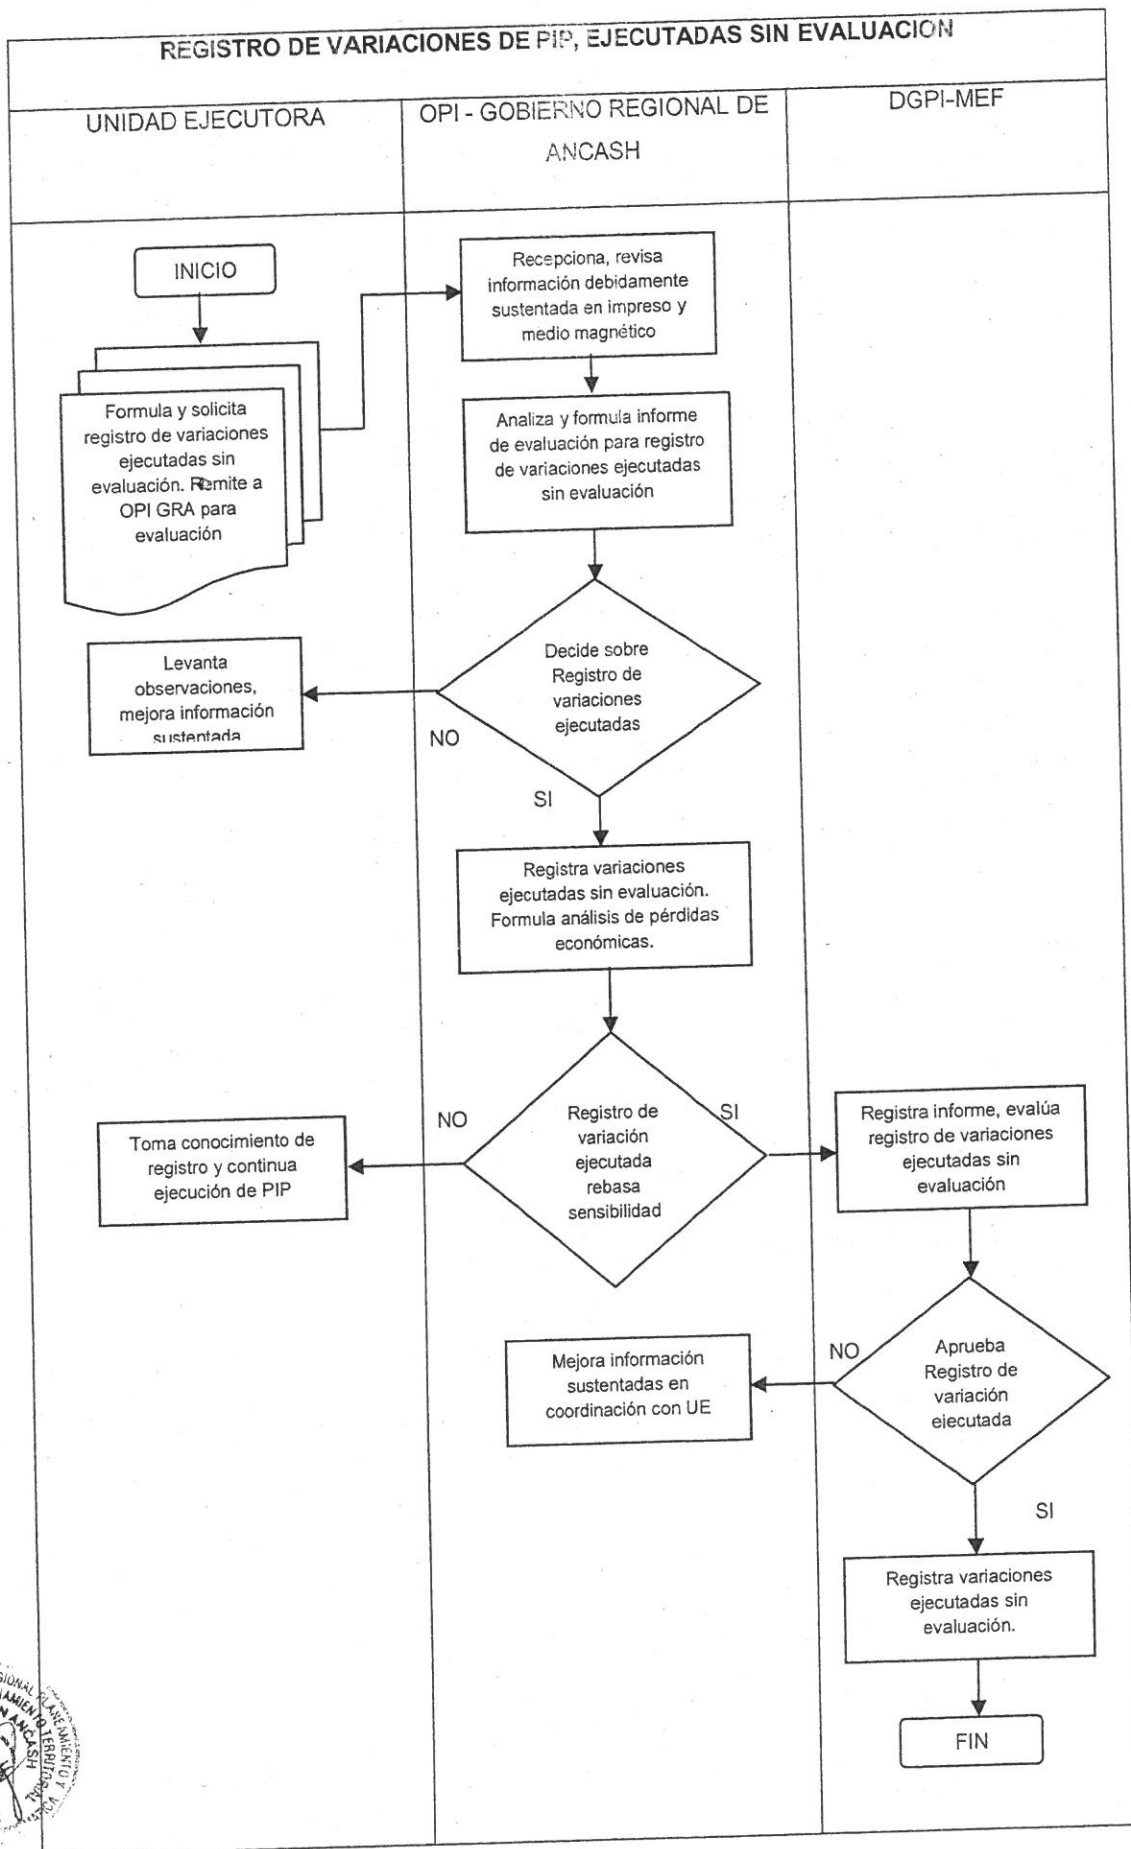 REGISTRO DE VARIACIONES DE PIP, EJECUTADAS SIN EVALUACION
UNIDAD EJECUTORA
OPI - GOBIERNO REGIONAL DE
ANCASH
DGPI-MEF
INICIO
Formula y solicita
registro de variaciones
ejecutadas sin
evaluación. Remite a
OPI GRA para
evaluación
Recepciona, revisa
información debidamente
sustentada en impreso y
medio magnético
Analiza y formula informe
de evaluación para registro
de variaciones ejecutadas
sin evaluación
Decide sobre
Registro de
variaciones
ejecutadas
NO
Levanta
observaciones,
mejora información
sustentada
SI
Registra variaciones
ejecutadas sin evaluación.
Formula análisis de pérdidas
económicas.
Registro de
variación
ejecutada
rebasa
sensibilidad
NO
Toma conocimiento de
registro y continua
ejecución de PIP
SI
Registra informe, evalúa
registro de variaciones
ejecutadas sin
evaluación
Aprueba
Registro de
variación
ejecutada
NO
Mejora información
sustentadas en
coordinación con UE
SI
Registra variaciones
ejecutadas sin
evaluación.
FIN
PLANEAMIENTO Y
ANCASH